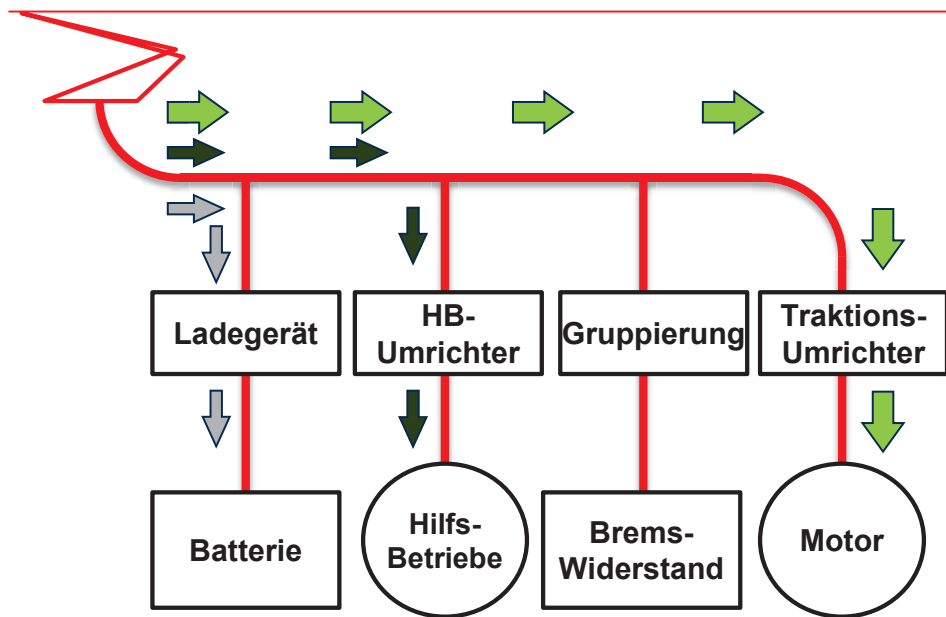 Ladegerät
HB-
Umrichter
Gruppierung
Traktions-
Umrichter
Batterie
Hilfs-
Betriebe
Brems-
Widerstand
Motor